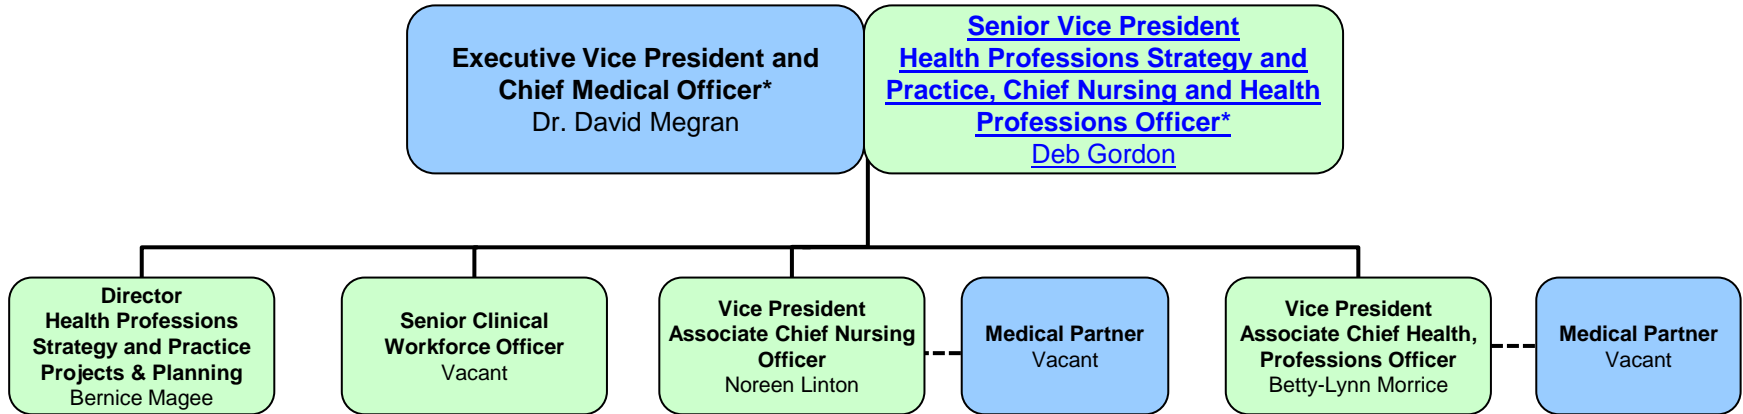 Executive Vice President and
Chief Medical Officer*
Dr. David Megran
Senior Vice President
Health Professions Strategy and
Practice, Chief Nursing and Health
Professions Officer*
Deb Gordon
Director
Health Professions
Strategy and Practice
Projects & Planning
Bernice Magee
Senior Clinical
Workforce Officer
Vacant
Vice President
Associate Chief Nursing
Officer
Noreen Linton
Medical Partner
Vacant
Vice President
Associate Chief Health,
Professions Officer
Betty-Lynn Morrice
Medical Partner
Vacant